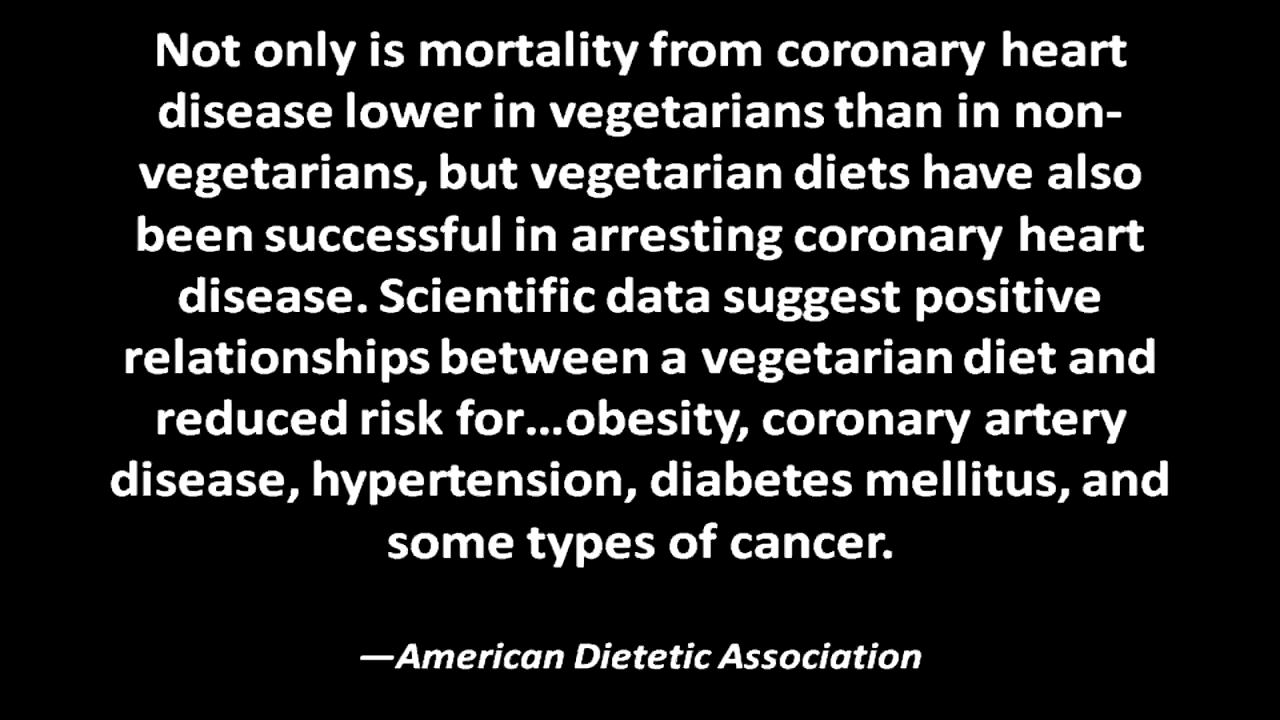 Not only is mortality from coronary heart
disease lower in vegetarians than in non-
vegetarians, but vegetarian diets have also
been successful in arresting coronary heart
disease. Scientific data suggest positive
relationships between a vegetarian diet and
reduced risk for...obesity, coronary artery
disease, hypertension, diabetes mellitus, and
some types of cancer.
—American Dietetic Association